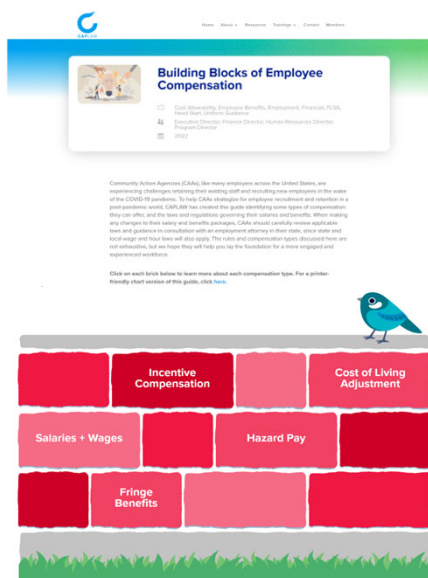 CAPLAW
Home About Resources Trainings Contact Members
Building Blocks of Employee
Compensation
Cost Allowability, Employee Benefits, Employment, Financial, FLSA,
Head Start, Uniform Guidance
Executive Director, Finance Director, Human Resources Director,
Program Director
2022
Community Action Agencies (CAAs), like many employers across the United States, are
experiencing challenges retaining their existing staff and recruiting new employees in the wake
of the COVID-19 pandemic. To help CAAs strategize for employee recruitment and retention in a
post-pandemic world, CAPLAW has created this guide identifying some types of compensation
they can offer, and the laws and regulations governing their salaries and benefits. When making
any changes to their salary and benefits packages, CAAs should carefully review applicable
laws and guidance in consultation with an employment attorney in their state, since state and
local wage and hour laws will also apply. The rules and compensation types discussed here are
not exhaustive, but we hope they will help you lay the foundation for a more engaged and
experienced workforce.
Click on each brick below to learn more about each compensation type. For a printer-
friendly chart version of this guide, click here.
Incentive
Compensation
Cost of Living
Adjustment
Salaries + Wages
Hazard Pay
Fringe
Benefits